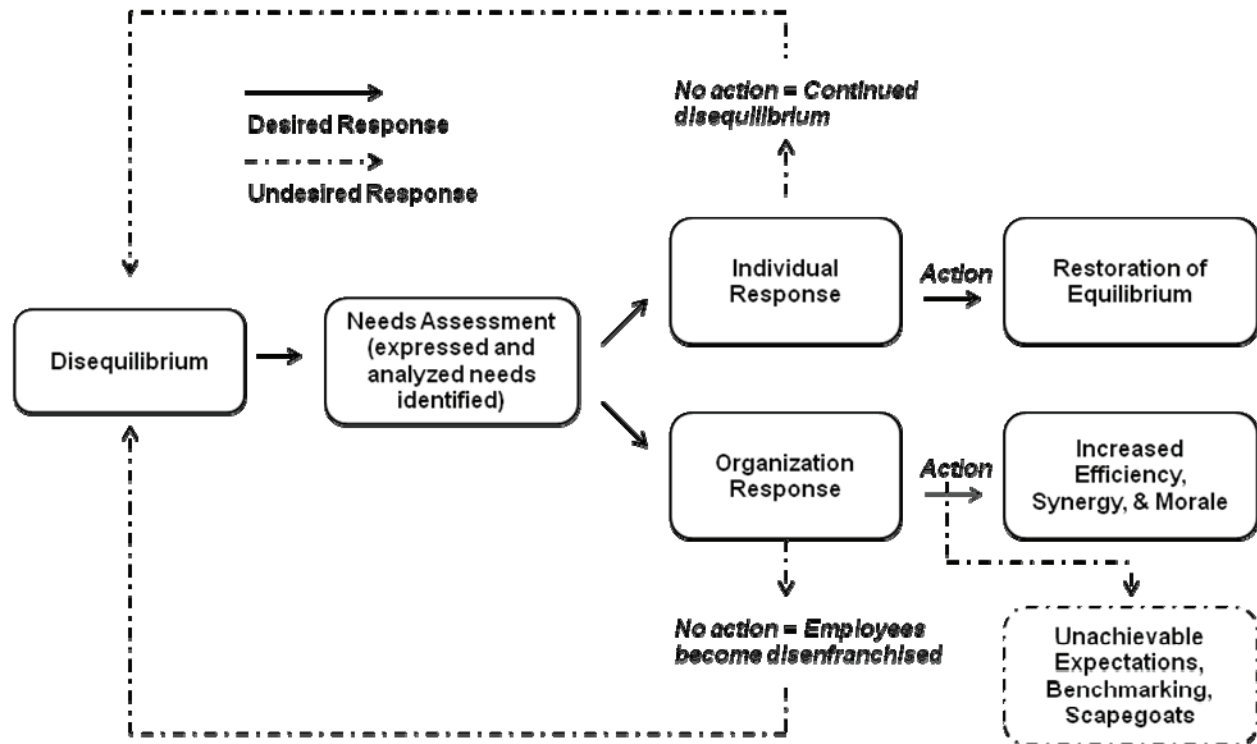 No action = Continued
disequilibrium
Desired Response
Undesired Response
Individual
Response
Action
Restoration of
Equilibrium
Disequilibrium
Needs Assessment
(expressed and
analyzed needs
identified)
Organization
Response
Action
Increased
Efficiency,
Synergy, & Morale
No action = Employees
become disenfranchised
Unachievable
Expectations,
Benchmarking,
Scapegoats